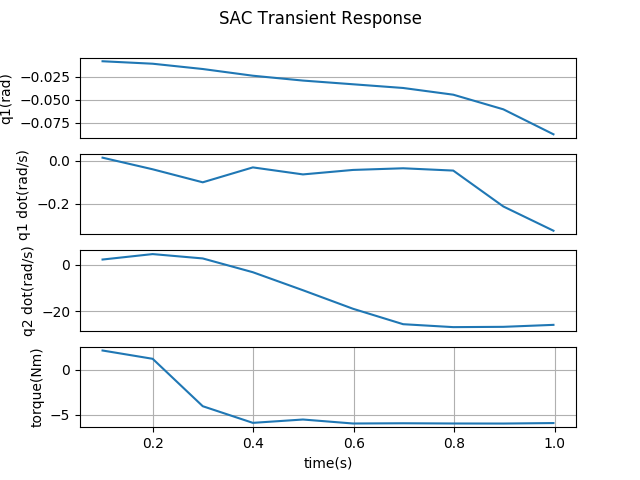 SAC Transient Response
q1(rad)
−0.025
−0.050
−0.075
q1 dot(rad/s)
0.0
−0.2
q2 dot(rad/s)
0
−20
torque(Nm)
0
−5
0.2 0.4 0.6 0.8 1.0
time(s)